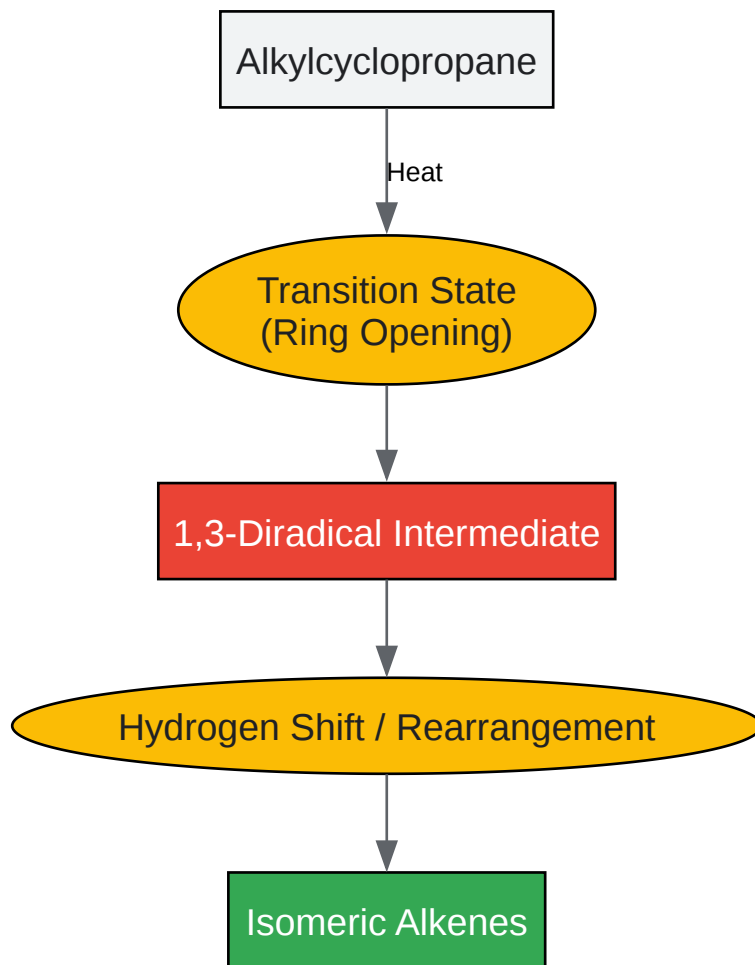 Alkylcyclopropane
Heat
Transition State
(Ring Opening)
1,3-Diradical Intermediate
Hydrogen Shift / Rearrangement
Isomeric Alkenes